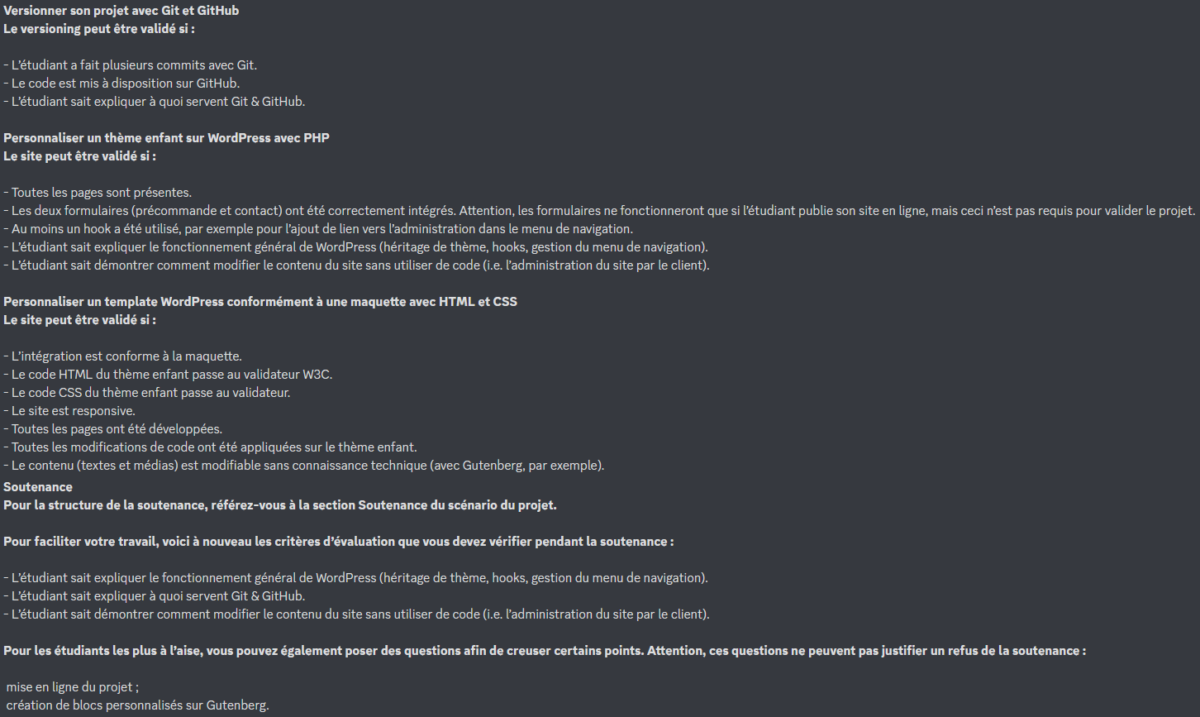 Versionner son projet avec Git et GitHub
Le versioning peut être validé si :
- L'étudiant a fait plusieurs commits avec Git.
- Le code est mis à disposition sur GitHub.
- L'étudiant sait expliquer à quoi servent Git & GitHub.
Personnaliser un thème enfant sur WordPress avec PHP
Le site peut être validé si :
- Toutes les pages sont présentes.
- Les deux formulaires (précommande et contact) ont été correctement intégrés. Attention, les formulaires ne fonctionneront que si l'étudiant publie son site en ligne, mais ceci n'est pas requis pour valider le projet.
- Au moins un hook a été utilisé, par exemple pour l'ajout de lien vers l'administration dans le menu de navigation.
- L'étudiant sait expliquer le fonctionnement général de WordPress (héritage de thème, hooks, gestion du menu de navigation).
- L'étudiant sait démontrer comment modifier le contenu du site sans utiliser de code (i.e. l'administration du site par le client).
Personnaliser un template WordPress conformément à une maquette avec HTML et CSS
Le site peut être validé si :
- L'intégration est conforme à la maquette.
- Le code HTML du thème enfant passe au validateur W3C.
- Le code CSS du thème enfant passe au validateur.
- Le site est responsive.
- Toutes les pages ont été développées.
- Toutes les modifications de code ont été appliquées sur le thème enfant.
- Le contenu (textes et médias) est modifiable sans connaissance technique (avec Gutenberg, par exemple).
Soutenance
Pour la structure de la soutenance, référez-vous à la section Soutenance du scénario du projet.
Pour faciliter votre travail, voici à nouveau les critères d'évaluation que vous devez vérifier pendant la soutenance :
- L'étudiant sait expliquer le fonctionnement général de WordPress (héritage de thème, hooks, gestion du menu de navigation).
- L'étudiant sait expliquer à quoi servent Git & GitHub.
- L'étudiant sait démontrer comment modifier le contenu du site sans utiliser de code (i.e. l'administration du site par le client).
Pour les étudiants les plus à l'aise, vous pouvez également poser des questions afin de creuser certains points. Attention, ces questions ne peuvent pas justifier un refus de la soutenance :
mise en ligne du projet ;
création de blocs personnalisés sur Gutenberg.